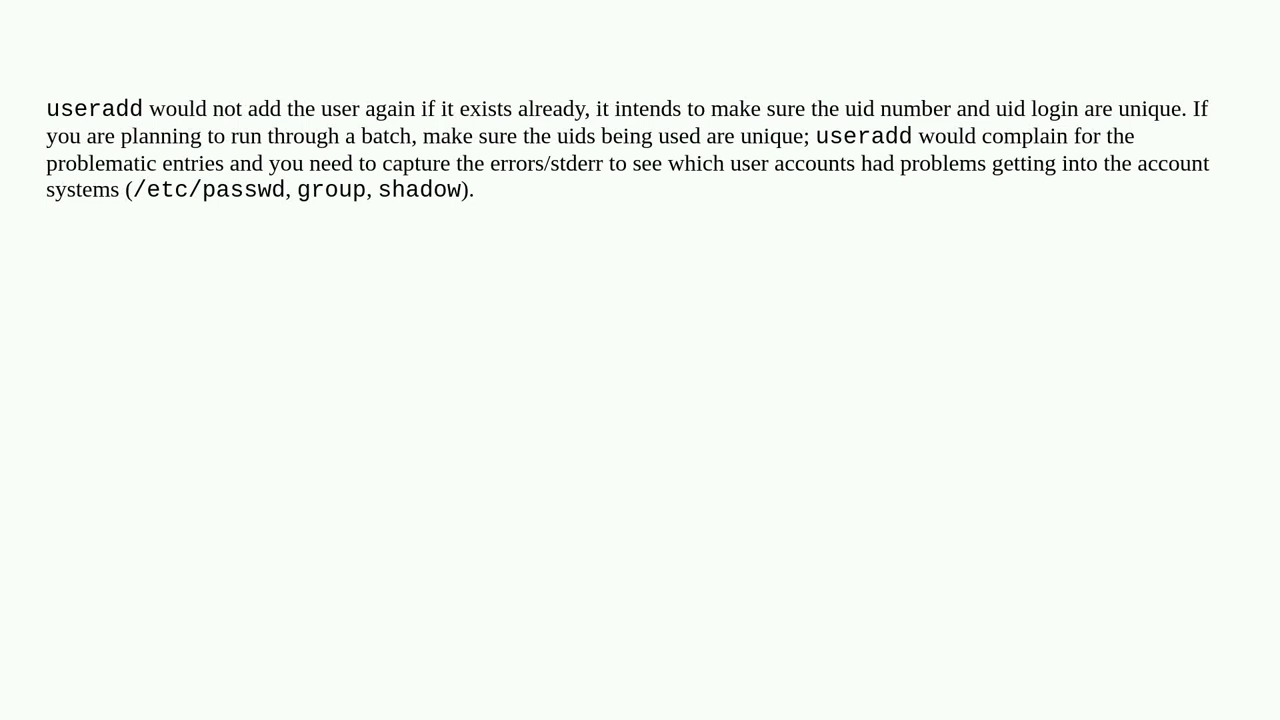 useradd would not add the user again if it exists already, it intends to make sure the uid number and uid login are unique. If
you are planning to run through a batch, make sure the uids being used are unique; useradd would complain for the
problematic entries and you need to capture the errors/stderr to see which user accounts had problems getting into the account
systems (/etc/passwd, group, shadow).